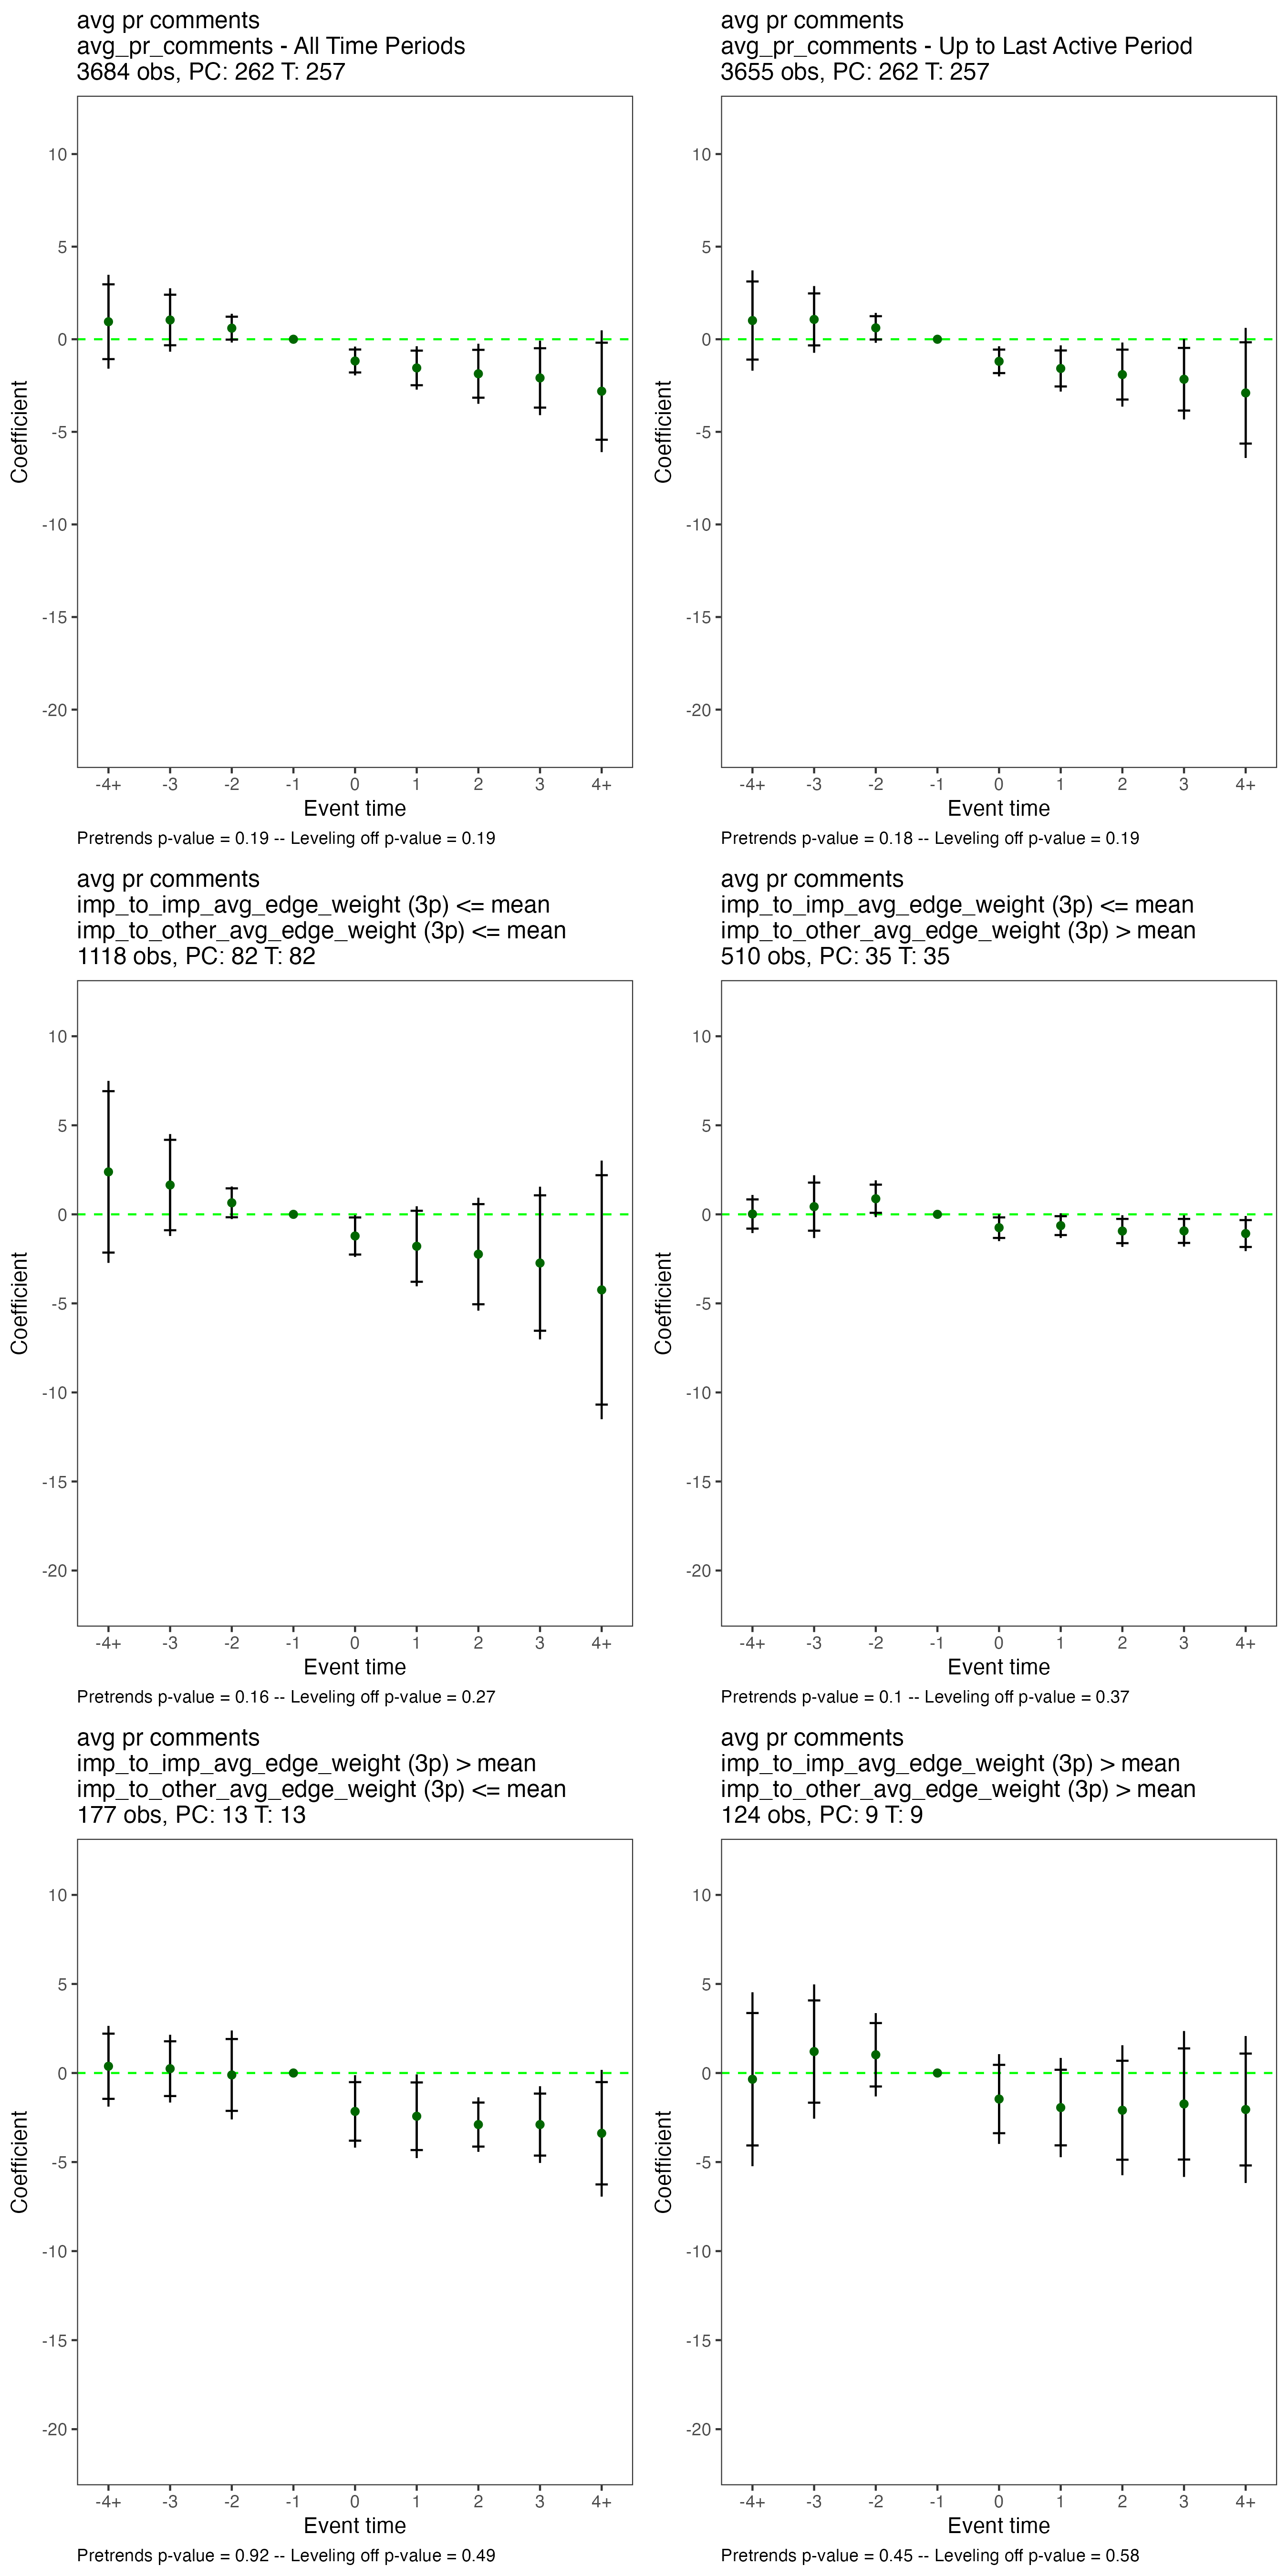 avg pr comments
avg_pr_comments - All Time Periods
3684 obs, PC: 262 T: 257
10
5
0
-5
-10
-15
-20
Coefficient
-4+ -3 -2 -1 0 1 2 3 4+
Event time
Pretrends p-value = 0.19 -- Leveling off p-value = 0.19
avg pr comments
avg_pr_comments - Up to Last Active Period
3655 obs, PC: 262 T: 257
10
5
0
-5
-10
-15
-20
Coefficient
-4+ -3 -2 -1 0 1 2 3 4+
Event time
Pretrends p-value = 0.18 -- Leveling off p-value = 0.19
avg pr comments
imp_to_imp_avg_edge_weight (3p) <= mean
imp_to_other_avg_edge_weight (3p) <= mean
1118 obs, PC: 82 T: 82
10
5
0
-5
-10
-15
-20
Coefficient
-4+ -3 -2 -1 0 1 2 3 4+
Event time
Pretrends p-value = 0.16 -- Leveling off p-value = 0.27
avg pr comments
imp_to_imp_avg_edge_weight (3p) <= mean
imp_to_other_avg_edge_weight (3p) > mean
510 obs, PC: 35 T: 35
10
5
0
-5
-10
-15
-20
Coefficient
-4+ -3 -2 -1 0 1 2 3 4+
Event time
Pretrends p-value = 0.1 -- Leveling off p-value = 0.37
avg pr comments
imp_to_imp_avg_edge_weight (3p) > mean
imp_to_other_avg_edge_weight (3p) <= mean
177 obs, PC: 13 T: 13
10
5
0
-5
-10
-15
-20
Coefficient
-4+ -3 -2 -1 0 1 2 3 4+
Event time
Pretrends p-value = 0.92 -- Leveling off p-value = 0.49
avg pr comments
imp_to_imp_avg_edge_weight (3p) > mean
imp_to_other_avg_edge_weight (3p) > mean
124 obs, PC: 9 T: 9
10
5
0
-5
-10
-15
-20
Coefficient
-4+ -3 -2 -1 0 1 2 3 4+
Event time
Pretrends p-value = 0.45 -- Leveling off p-value = 0.58